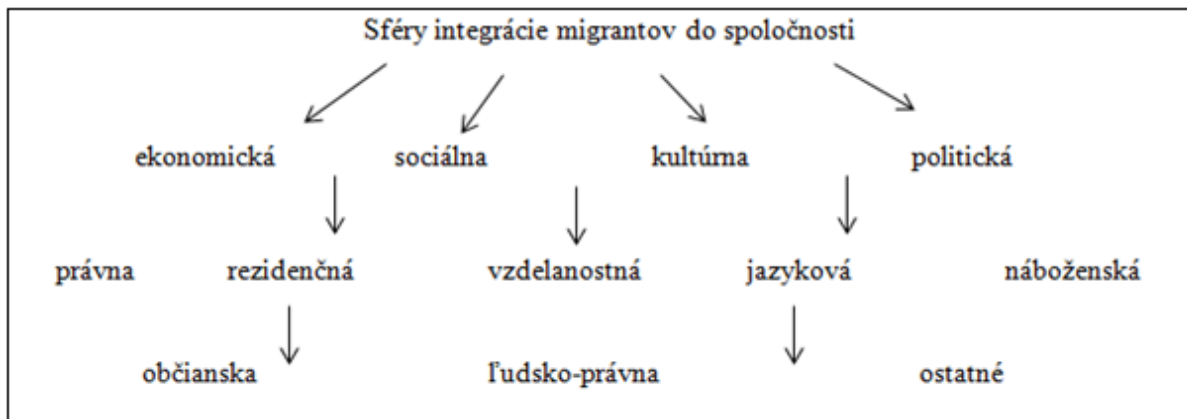 Sféry integrácie migrantov do spoločnosti
ekonomická sociálna kultúrna politická
právna rezidenčná vzdelanostná jazyková náboženská
občianska ľudsko-právna ostatné